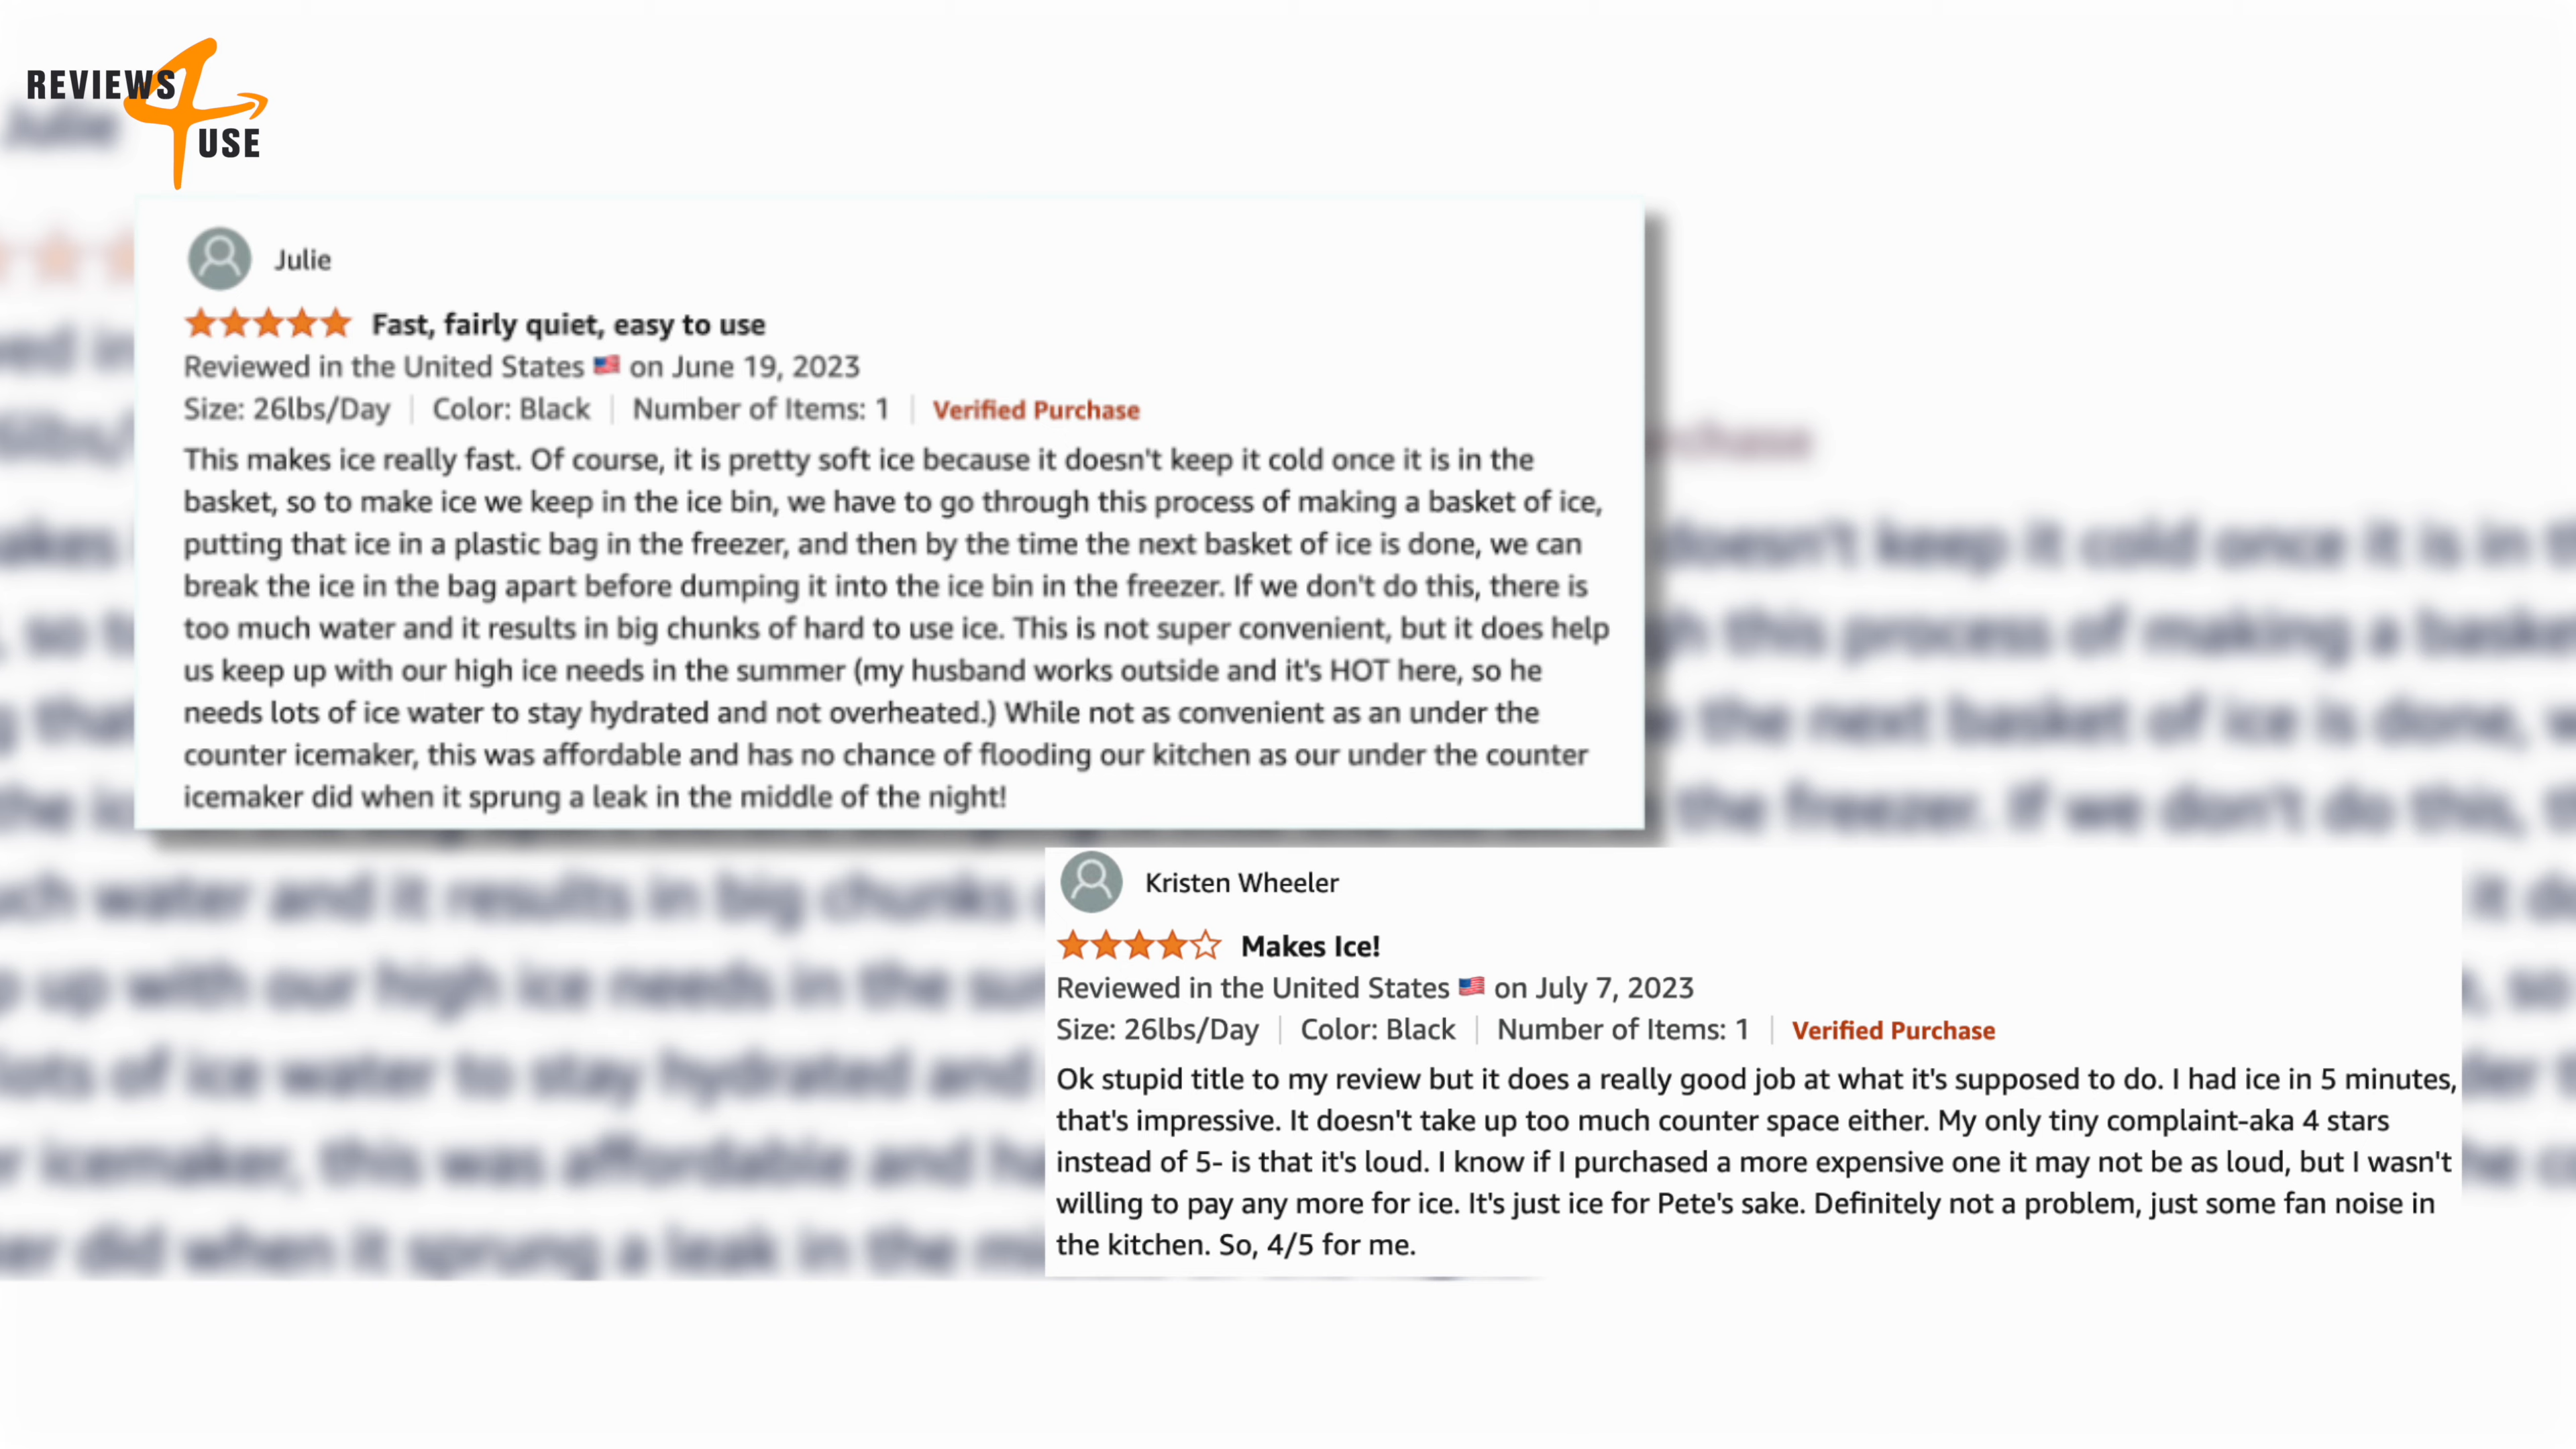 REVIEWS
4
USE
Julie
Julie
Fast, fairly quiet, easy to use
Reviewed in the United States 🇺🇸 on June 19, 2023
Size: 26lbs/Day | Color: Black | Number of Items: 1 | Verified Purchase
This makes ice really fast. Of course, it is pretty soft ice because it doesn't keep it cold once it is in the
basket, so to make ice we keep in the ice bin, we have to go through this process of making a basket of ice,
putting that ice in a plastic bag in the freezer, and then by the time the next basket of ice is done, we can
break the ice in the bag apart before dumping it into the ice bin in the freezer. If we don't do this, there is
too much water and it results in big chunks of hard to use ice. This is not super convenient, but it does help
us keep up with our high ice needs in the summer (my husband works outside and it's HOT here, so he
needs lots of ice water to stay hydrated and not overheated.) While not as convenient as an under the
counter icemaker, this was affordable and has no chance of flooding our kitchen as our under the counter
icemaker did when it sprung a leak in the middle of the night!
Kristen Wheeler
Makes Ice!
Reviewed in the United States 🇺🇸 on July 7, 2023
Size: 26lbs/Day | Color: Black | Number of Items: 1 | Verified Purchase
Ok stupid title to my review but it does a really good job at what it's supposed to do. I had ice in 5 minutes,
that's impressive. It doesn't take up too much counter space either. My only tiny complaint-aka 4 stars
instead of 5- is that it's loud. I know if I purchased a more expensive one it may not be as loud, but I wasn't
willing to pay any more for ice. It's just ice for Pete's sake. Definitely not a problem, just some fan noise in
the kitchen. So, 4/5 for me.